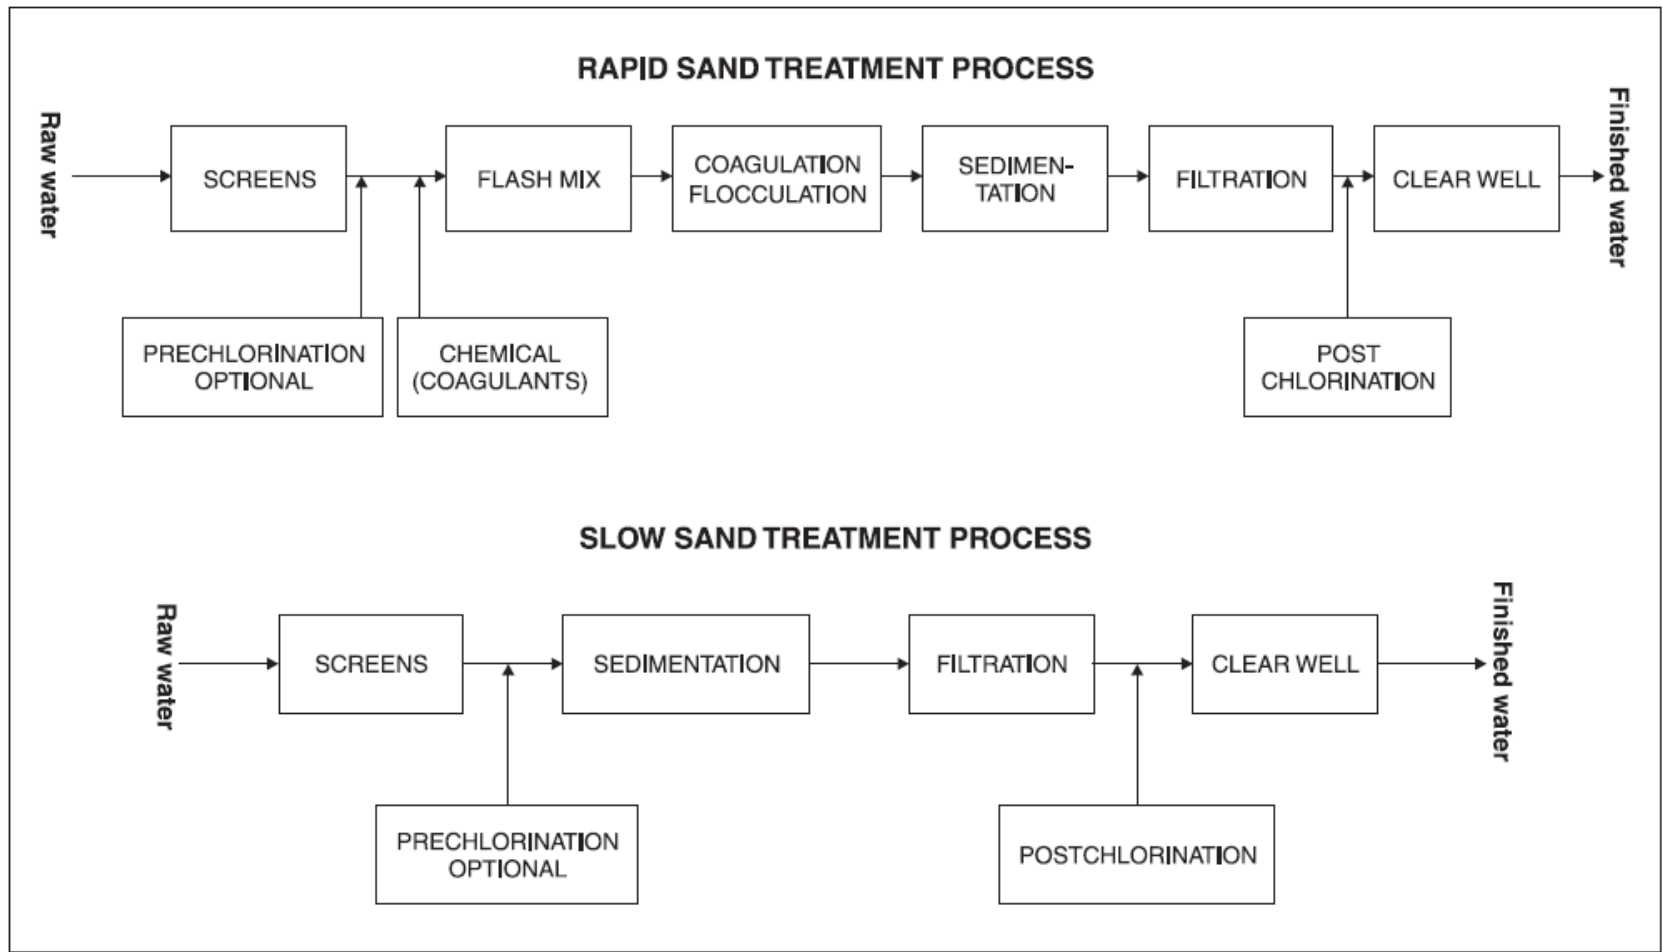 RAPID SAND TREATMENT PROCESS
Raw water
SCREENS
FLASH MIX
COAGULATION
FLOCCULATION
SEDIMEN-
TATION
FILTRATION
CLEAR WELL
Finished water
PRECHLORINATION
OPTIONAL
CHEMICAL
(COAGULANTS)
POST
CHLORINATION
SLOW SAND TREATMENT PROCESS
Raw water
SCREENS
SEDIMENTATION
FILTRATION
CLEAR WELL
Finished water
PRECHLORINATION
OPTIONAL
POSTCHLORINATION